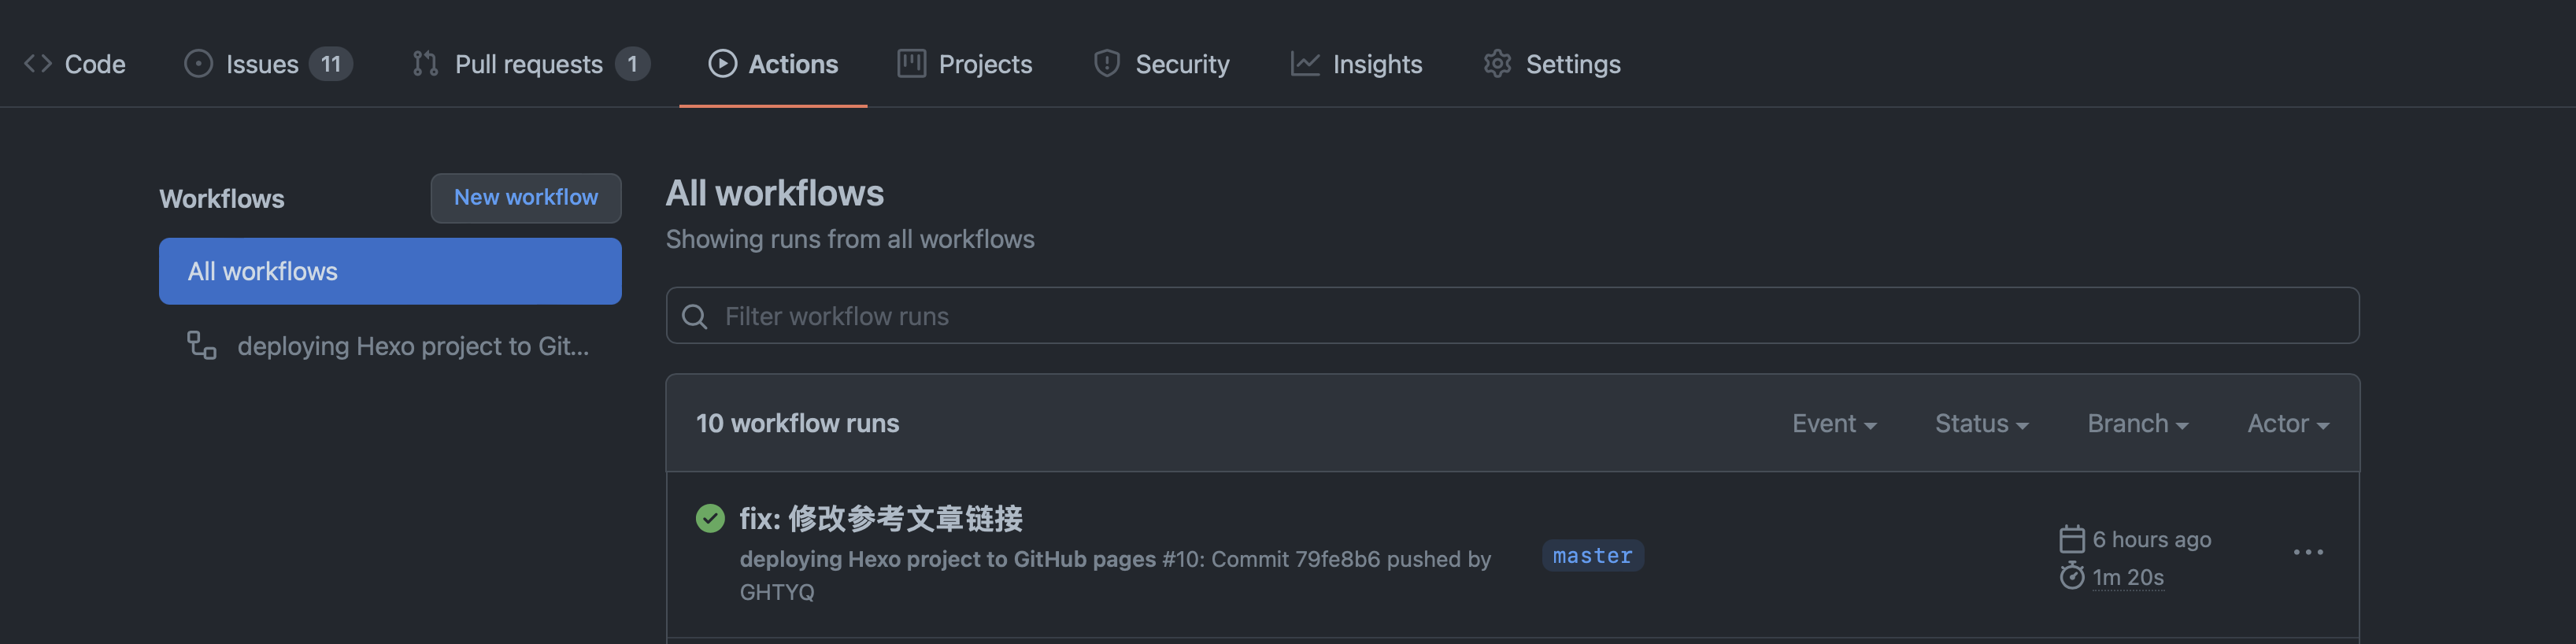 Code Issues 11 Pull requests 1 Actions Projects Security Insights Settings
Workflows
New workflow
All workflows
deploying Hexo project to Git...
All workflows
Showing runs from all workflows
Filter workflow runs
10 workflow runs
Event Status Branch Actor
fix: 修改参考文章链接
deploying Hexo project to GitHub pages #10: Commit 79fe8b6 pushed by
GHTYQ
master
6 hours ago
1m 20s